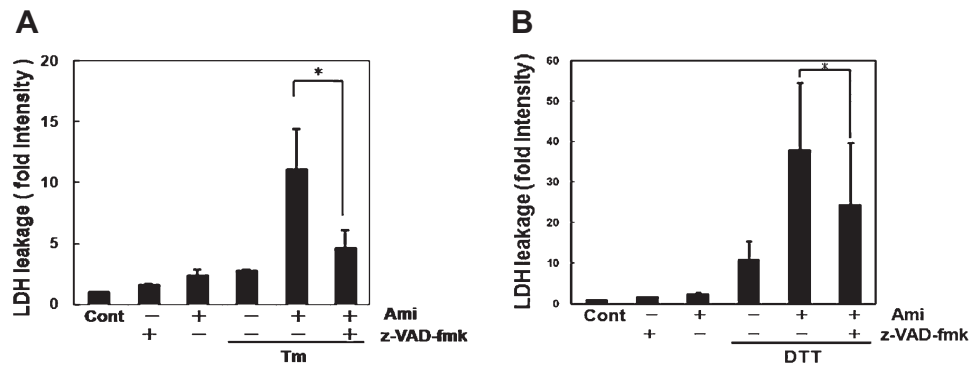 A
LDH leakage ( fold Intensity )
20
15
10
5
0
*
Cont − + − + + Ami
+ − − − + z-VAD-fmk
Tm
B
LDH leakage ( fold Intensity )
60
50
40
30
20
10
0
*
Cont − + − + + Ami
+ − − − + z-VAD-fmk
DTT